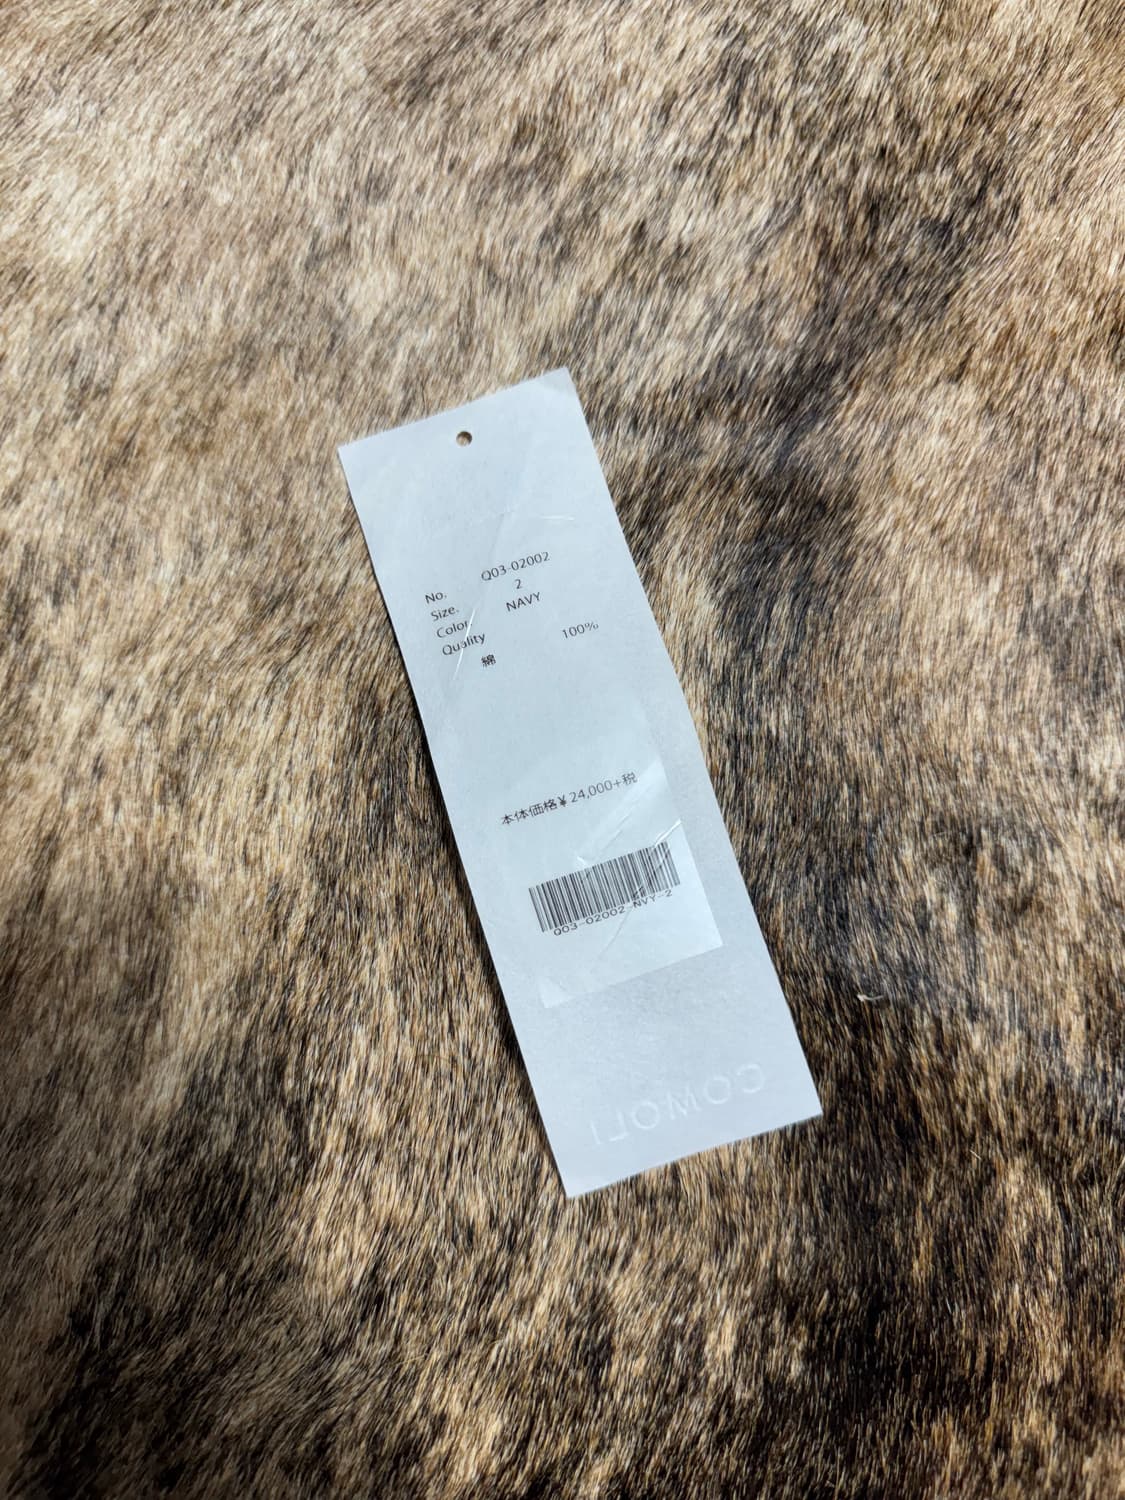 No. Q03-02002
Size. 2
Color NAVY
Quality
綿 100%
本体価格¥24,000+税
Q03-02002-NVY-2
COMOLI